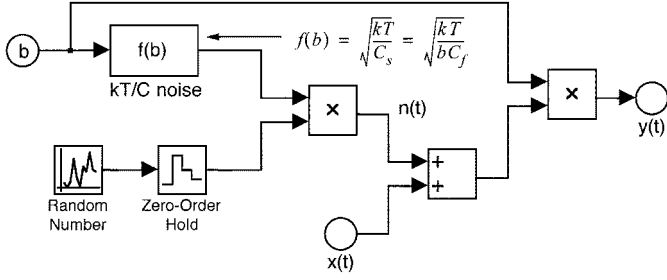 b
f(b)
f(b) = √(kT/C_s) = √(kT/(bC_f))
kT/C noise
×
×
n(t)
y(t)
+
+
Random
Number
Zero-Order
Hold
x(t)